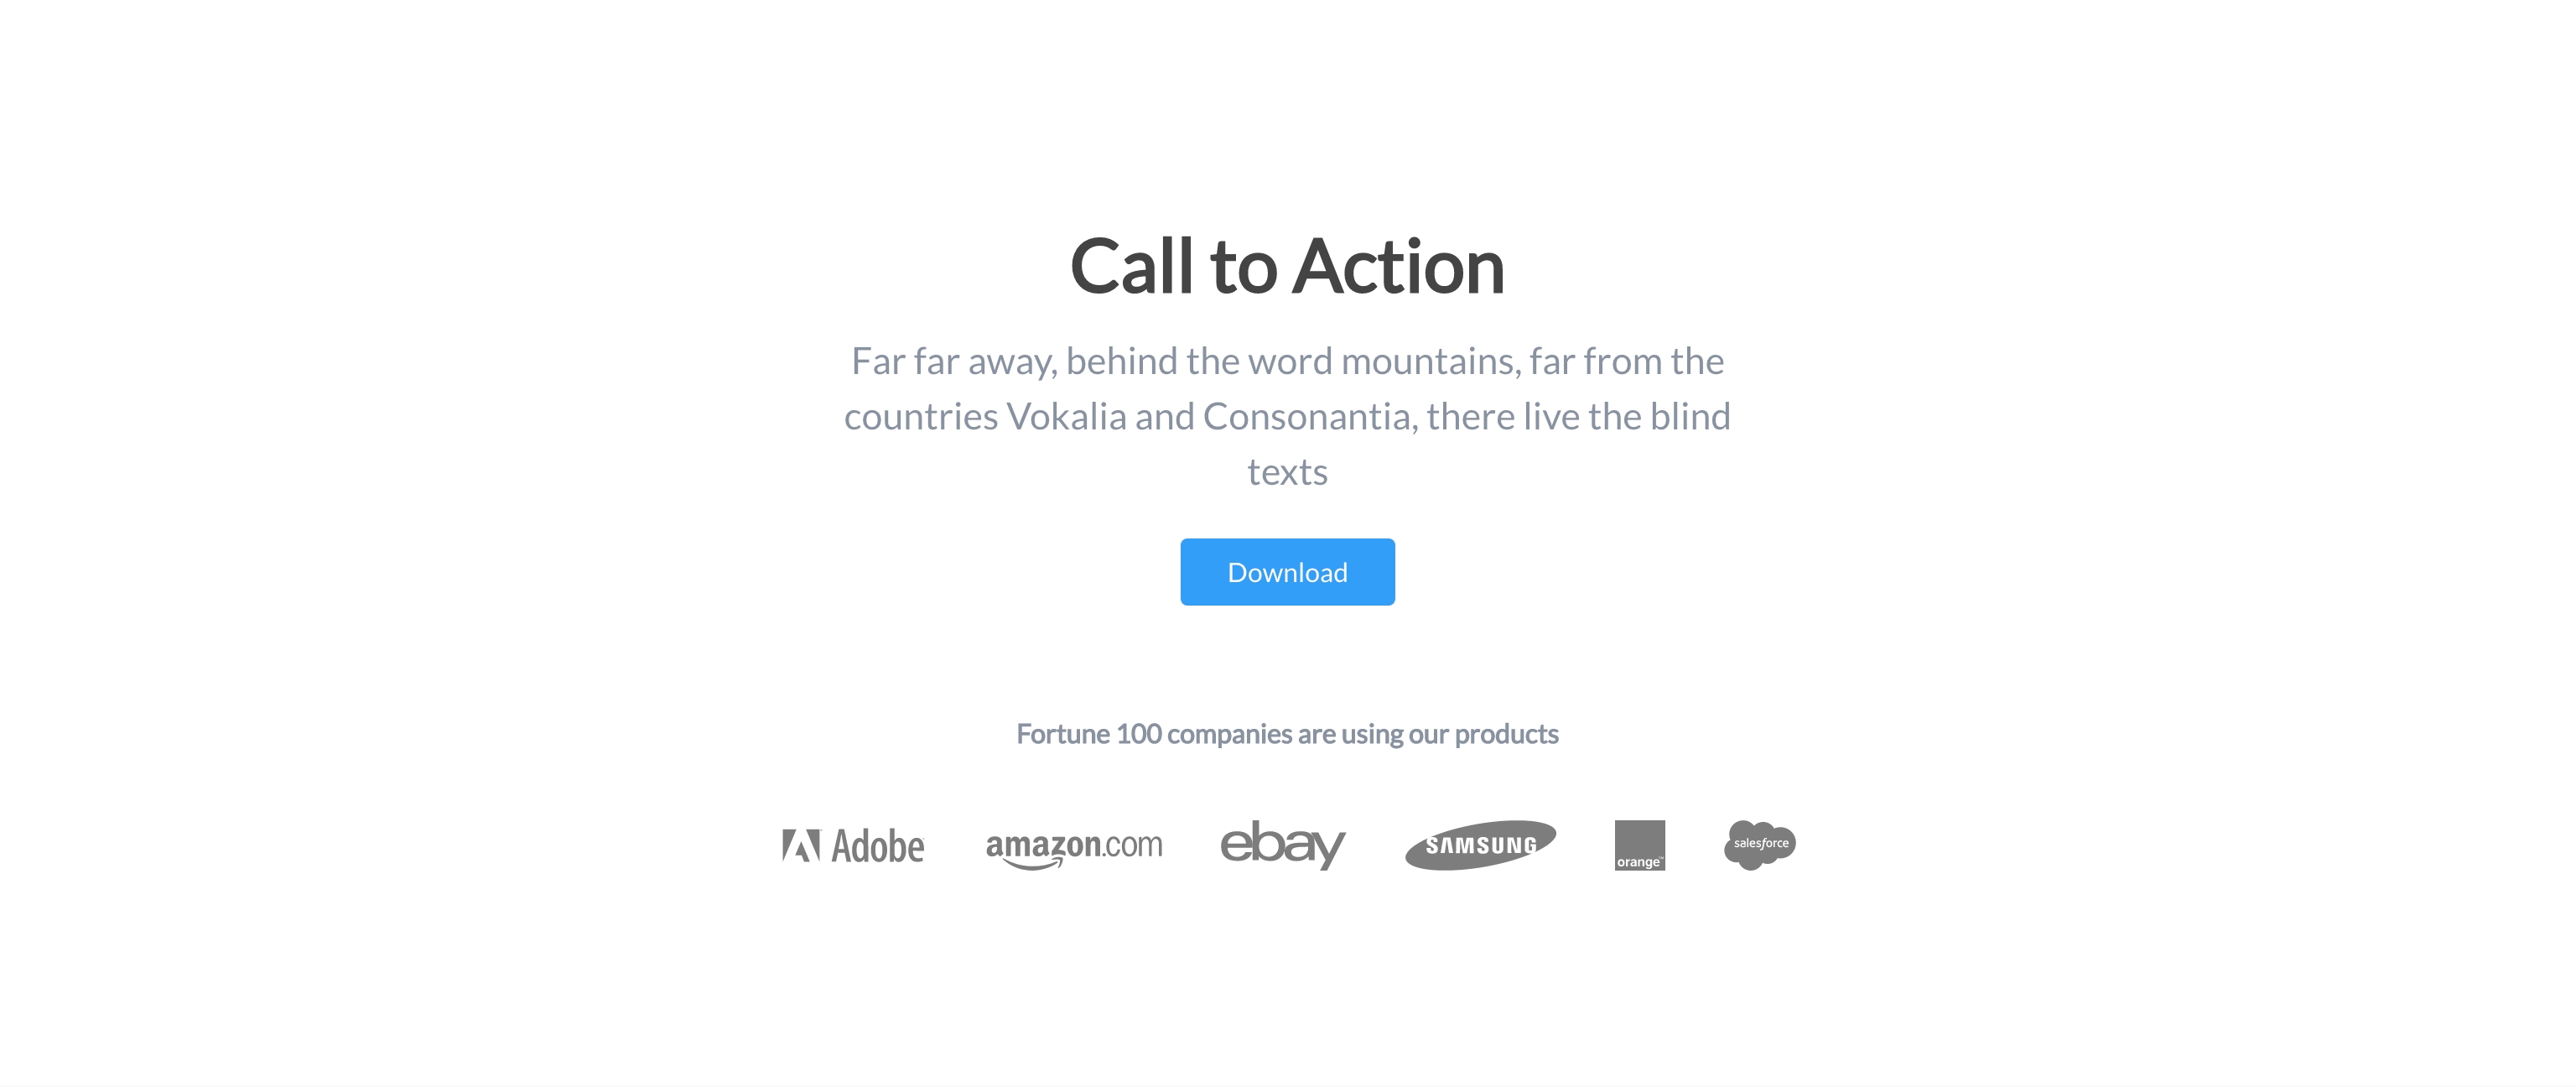 Call to Action
Far far away, behind the word mountains, far from the
countries Vokalia and Consonantia, there live the blind
texts
Download
Fortune 100 companies are using our products
Adobe amazon.com ebay SAMSUNG orange™ salesforce